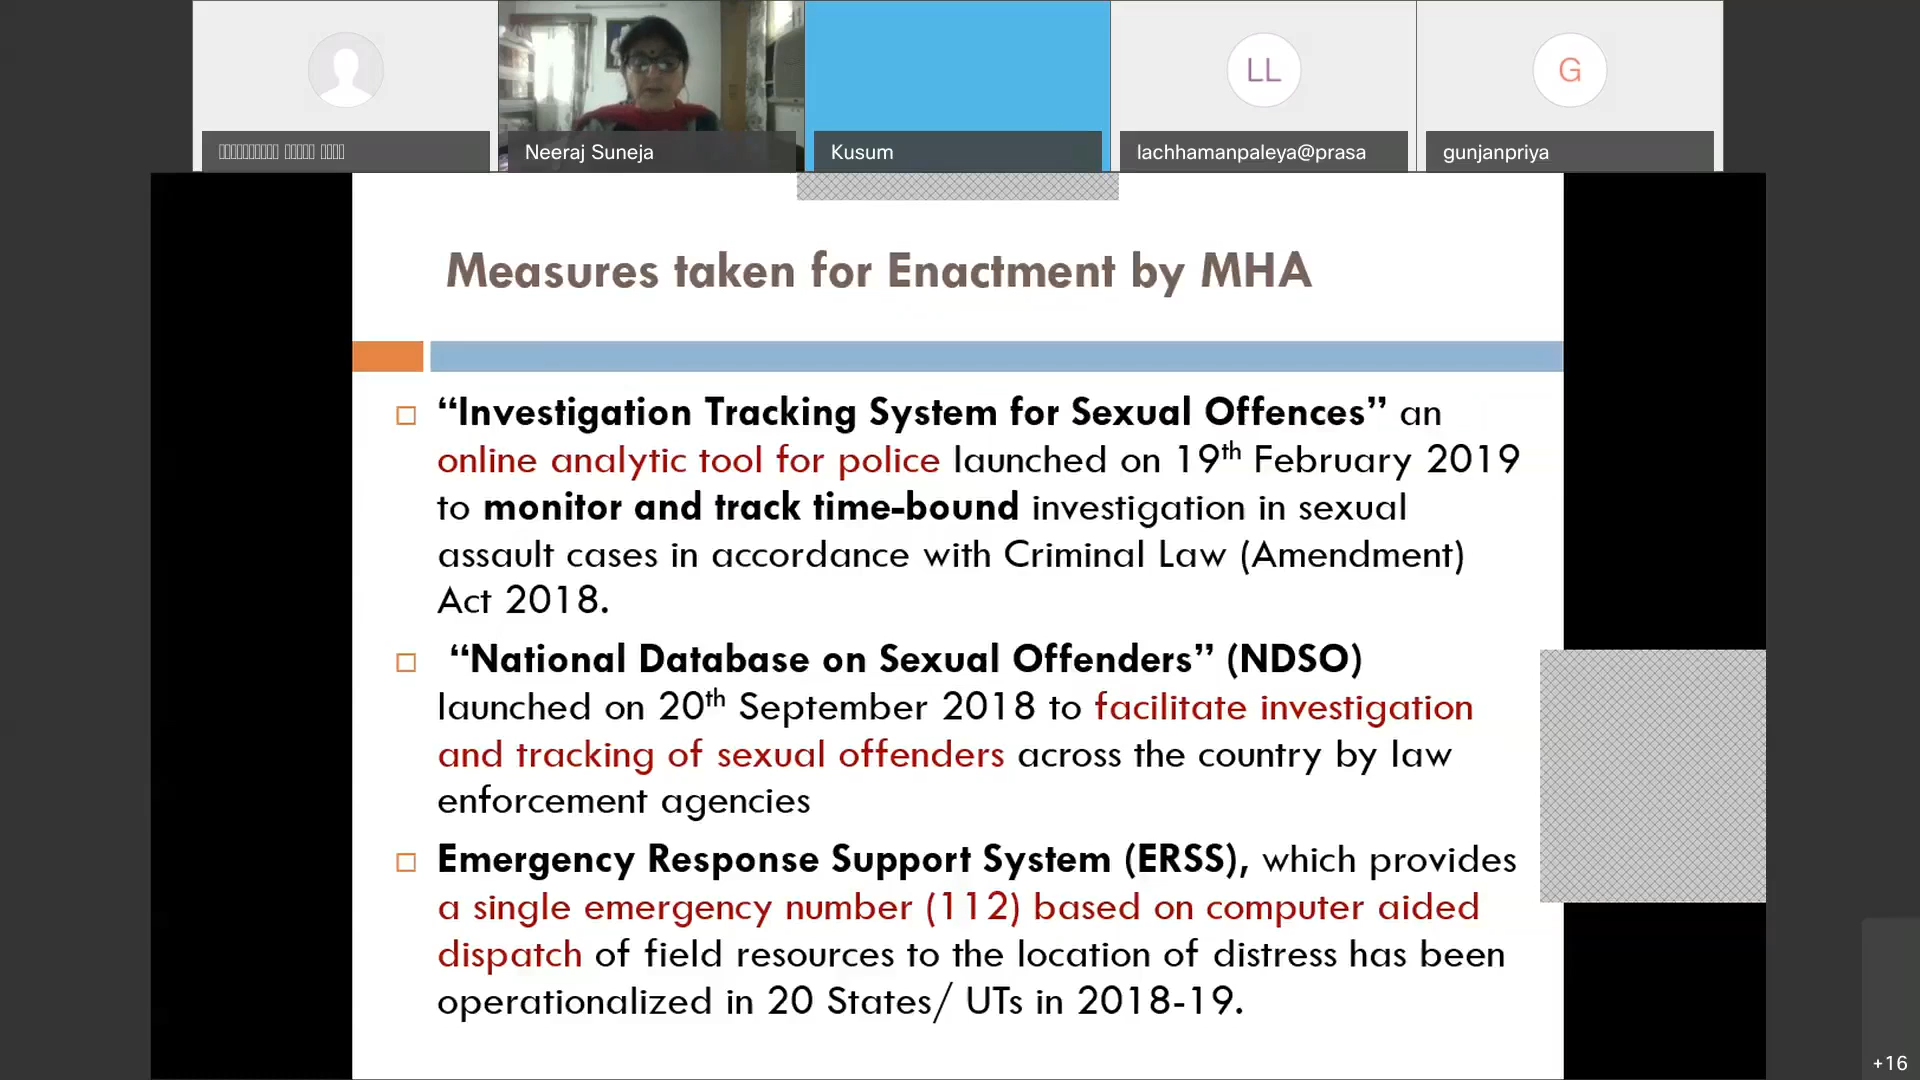 Neeraj Suneja
Kusum
LL
lachhamanpaleya@prasa
G
gunjanpriya
Measures taken for Enactment by MHA
“Investigation Tracking System for Sexual Offences” an
online analytic tool for police launched on 19th February 2019
to monitor and track time-bound investigation in sexual
assault cases in accordance with Criminal Law (Amendment)
Act 2018.
“National Database on Sexual Offenders” (NDSO)
launched on 20th September 2018 to facilitate investigation
and tracking of sexual offenders across the country by law
enforcement agencies
Emergency Response Support System (ERSS), which provides
a single emergency number (112) based on computer aided
dispatch of field resources to the location of distress has been
operationalized in 20 States/ UTs in 2018-19.
+16